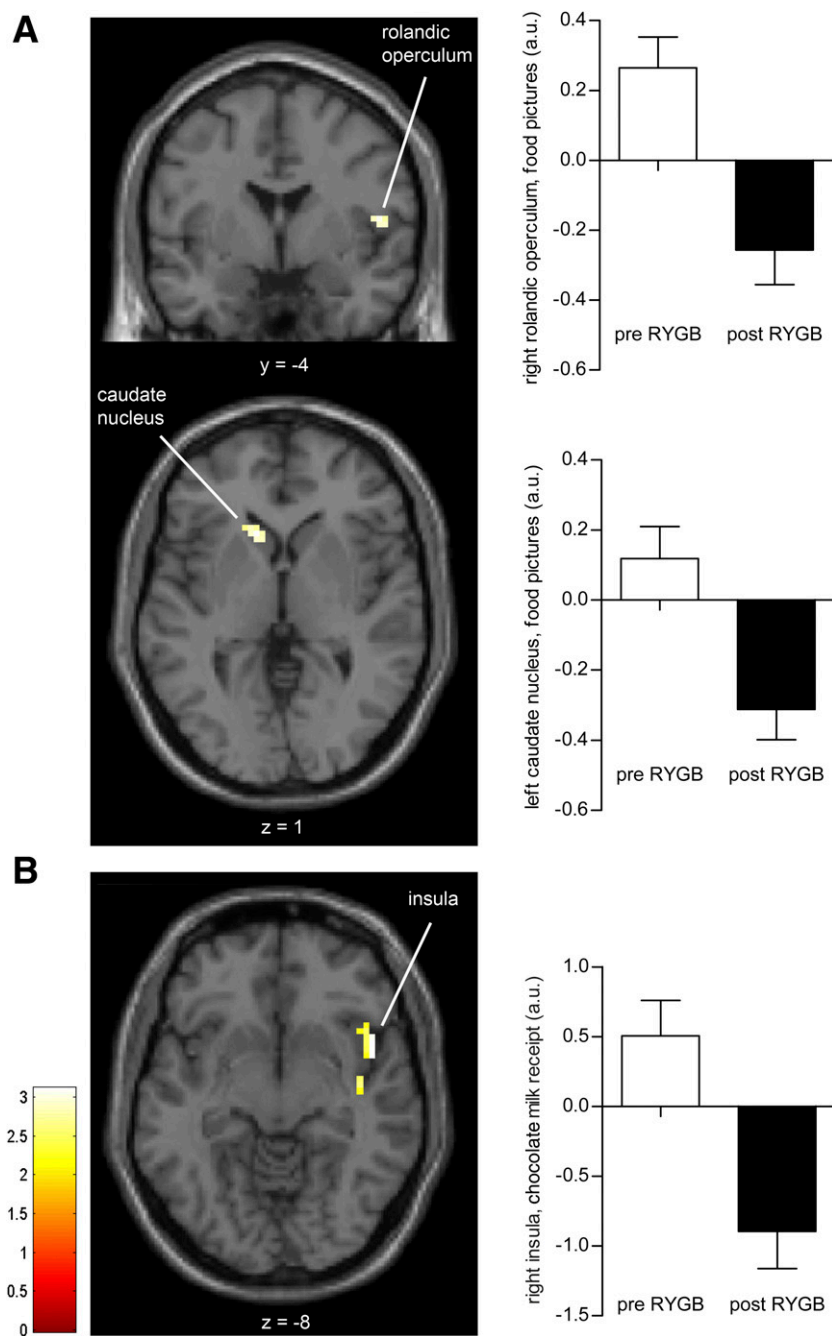 A
rolandic
operculum
y = -4
right rolandic operculum, food pictures (a.u.)
0.4
0.2
0.0
-0.2
-0.4
-0.6
pre RYGB
post RYGB
caudate
nucleus
z = 1
left caudate nucleus, food pictures (a.u.)
0.4
0.2
0.0
-0.2
-0.4
-0.6
pre RYGB
post RYGB
B
insula
z = -8
3
2.5
2
1.5
1
0.5
0
right insula, chocolate milk receipt (a.u.)
1.0
0.5
0.0
-0.5
-1.0
-1.5
pre RYGB
post RYGB